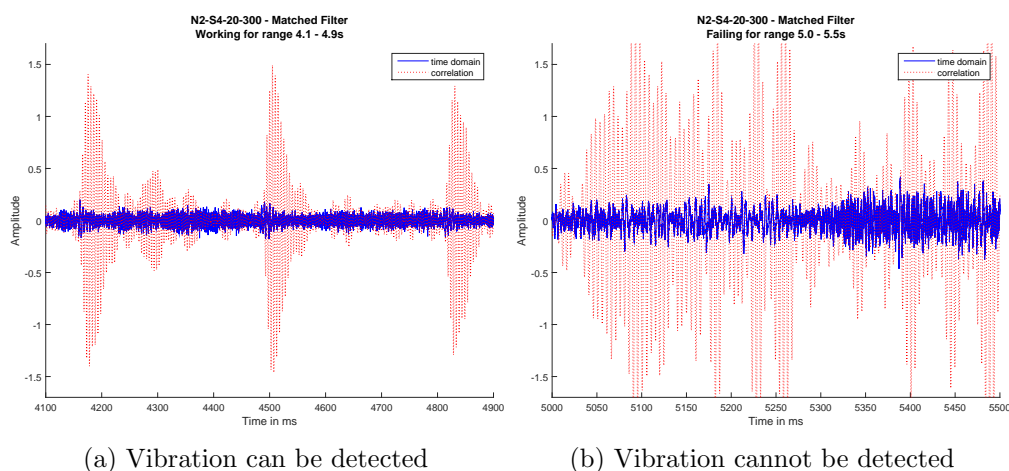 N2-S4-20-300 - Matched Filter
Working for range 4.1 - 4.9s
time domain
correlation
1.5
1
0.5
0
-0.5
-1
-1.5
Amplitude
4100 4200 4300 4400 4500 4600 4700 4800 4900
Time in ms
(a) Vibration can be detected
N2-S4-20-300 - Matched Filter
Failing for range 5.0 - 5.5s
time domain
correlation
1.5
1
0.5
0
-0.5
-1
-1.5
Amplitude
5000 5050 5100 5150 5200 5250 5300 5350 5400 5450 5500
Time in ms
(b) Vibration cannot be detected